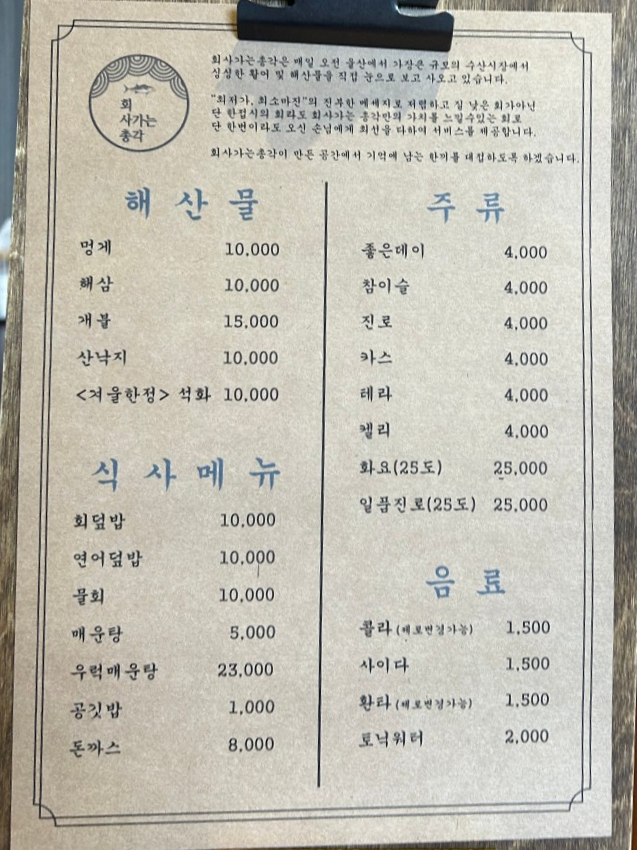 회
사가는
총각
회사가는총각은 매일 오전 울산에서 가장큰 규모의 수산시장에서
싱싱한 활어 및 해산물을 직접 눈으로 보고 사오고 있습니다.
"최저가, 최소마진"의 진부한 메세지로 저렴하고 질 낮은 회가아닌
단 한접시의 회라도 회사가는 총각만의 가치를 느낄수있는 회로
단 한번이라도 오신 손님에게 최선을 다하여 서비스를 제공합니다.
회사가는총각이 만든 공간에서 기억에 남는 한끼를 대접하도록 하겠습니다.
해산물
멍게 10,000
해삼 10,000
개불 15,000
산낙지 10,000
<겨울한정> 석화 10,000
식사메뉴
회덮밥 10,000
연어덮밥 10,000
물회 10,000
매운탕 5,000
우럭매운탕 23,000
공깃밥 1,000
돈까스 8,000
주류
좋은데이 4,000
참이슬 4,000
진로 4,000
카스 4,000
테라 4,000
켈리 4,000
화요(25도) 25,000
일품진로(25도) 25,000
음료
콜라 (제로변경가능) 1,500
사이다 1,500
환타 (제로변경가능) 1,500
토닉워터 2,000